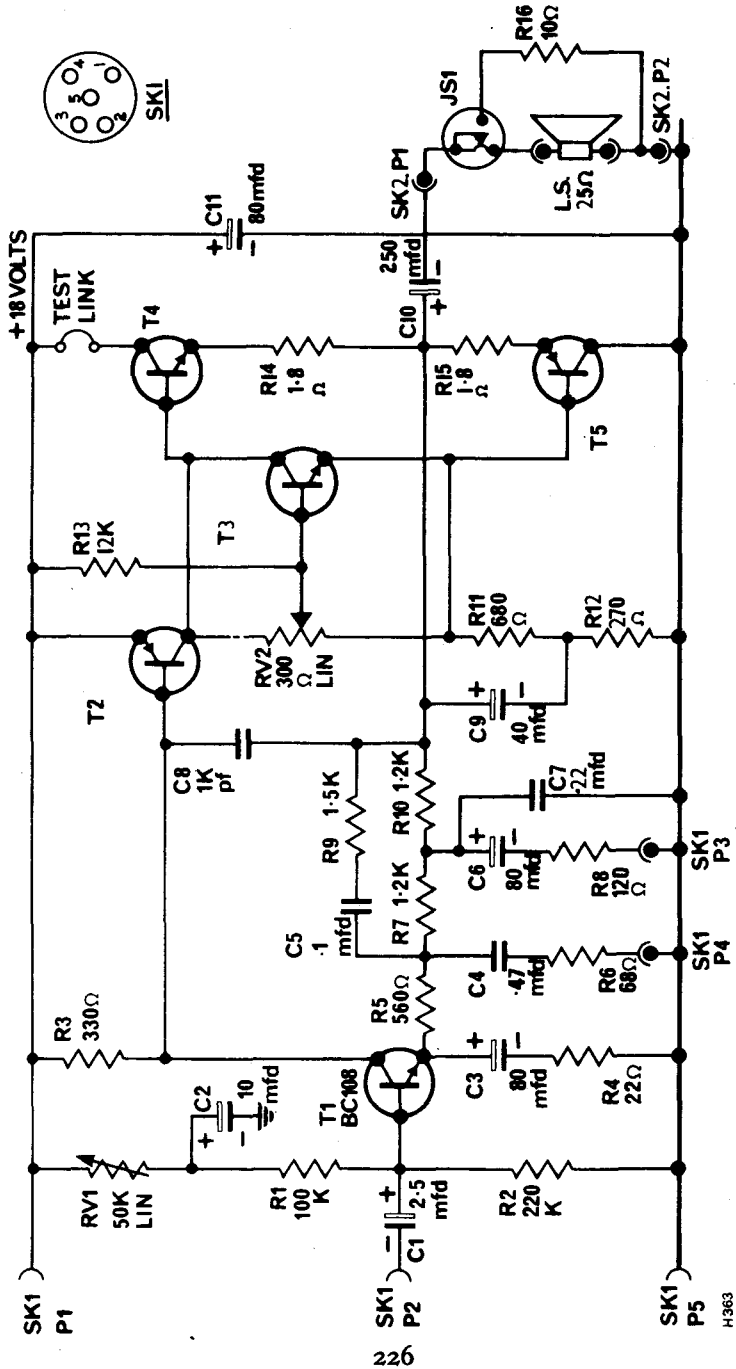 SK1
P1
SK1
P2
SK1
P5
H363
226
RV1
50K
LIN
C2
10
mfd
R3
330Ω
R1
100
K
C1
2·5
mfd
R2
220
K
T1
BC108
C3
80
mfd
R4
22Ω
R5
560Ω
C4
·47
mfd
R6
68Ω
SK1
P4
C5
·1
mfd
R9
1·5K
R7 1·2K
R10 1·2K
C6
80
mfd
R8
120
Ω
SK1
P3
C7
·22
mfd
C8
1K
pf
T2
RV2
300
Ω
LIN
R13
12K
C9
40
mfd
R11
680
Ω
R12
270
Ω
T3
+18 VOLTS
TEST
LINK
T4
R14
1·8
Ω
R15
1·8
Ω
T5
C11
80mfd
250
mfd
C10
SK2.P1
JS1
R16
10Ω
L.S.
25Ω
SK2.P2
3
4
5
2
1
SK1